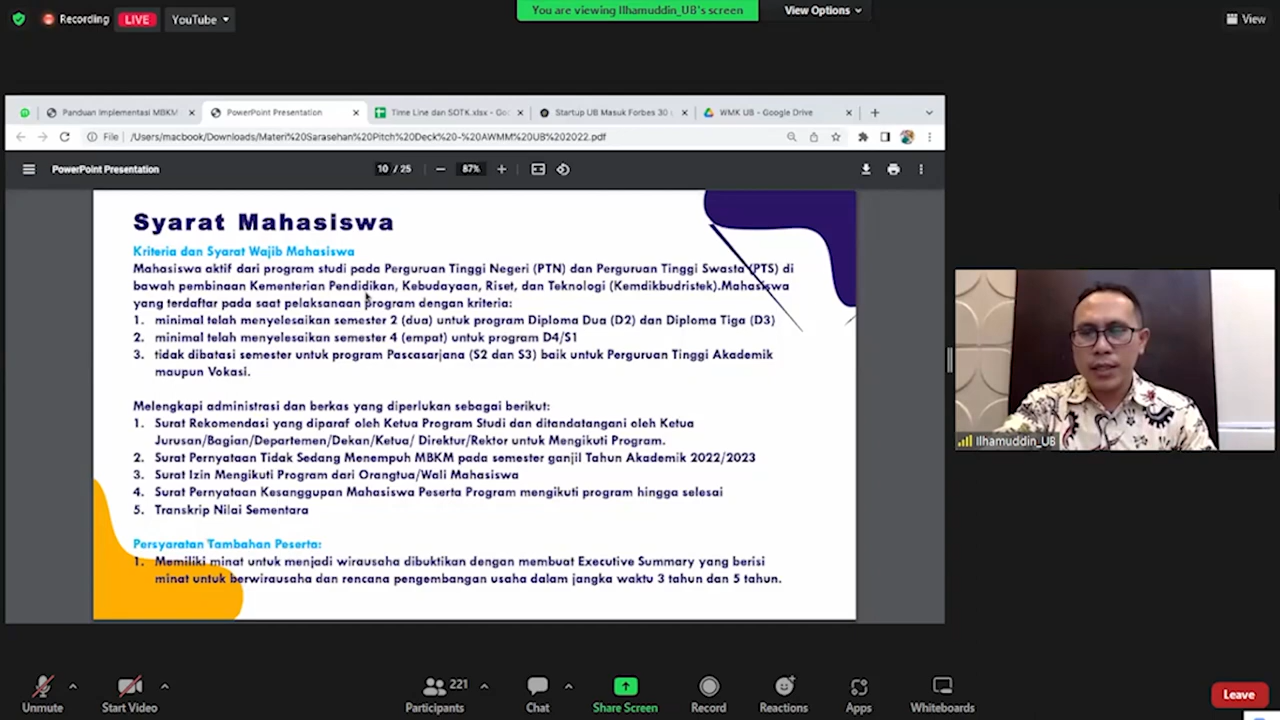 You are viewing Ilhamuddin_UB's screen
View Options
Recording
LIVE
YouTube
View
Panduan Implementasi MBKM
PowerPoint Presentation
Time Line dan SOTK.xlsx - Goo
Startup UB Masuk Forbes 30 u
WMK UB - Google Drive
File
/Users/macbook/Downloads/Materi%20Sarasehan%20Pitch%20Deck%20-%20AWMM%20UB%202022.pdf
PowerPoint Presentation
10 / 25
87%
Syarat Mahasiswa
Kriteria dan Syarat Wajib Mahasiswa
Mahasiswa aktif dari program studi pada Perguruan Tinggi Negeri (PTN) dan Perguruan Tinggi Swasta (PTS) di
bawah pembinaan Kementerian Pendidikan, Kebudayaan, Riset, dan Teknologi (Kemdikbudristek).Mahasiswa
yang terdaftar pada saat pelaksanaan program dengan kriteria:
1. minimal telah menyelesaikan semester 2 (dua) untuk program Diploma Dua (D2) dan Diploma Tiga (D3)
2. minimal telah menyelesaikan semester 4 (empat) untuk program D4/S1
3. tidak dibatasi semester untuk program Pascasarjana (S2 dan S3) baik untuk Perguruan Tinggi Akademik
maupun Vokasi.
Melengkapi administrasi dan berkas yang diperlukan sebagai berikut:
1. Surat Rekomendasi yang diparaf oleh Ketua Program Studi dan ditandatangani oleh Ketua
Jurusan/Bagian/Departemen/Dekan/Ketua/ Direktur/Rektor untuk Mengikuti Program.
2. Surat Pernyataan Tidak Sedang Menempuh MBKM pada semester ganjil Tahun Akademik 2022/2023
3. Surat Izin Mengikuti Program dari Orangtua/Wali Mahasiswa
4. Surat Pernyataan Kesanggupan Mahasiswa Peserta Program mengikuti program hingga selesai
5. Transkrip Nilai Sementara
Persyaratan Tambahan Peserta:
1. Memiliki minat untuk menjadi wirausaha dibuktikan dengan membuat Executive Summary yang berisi
minat untuk berwirausaha dan rencana pengembangan usaha dalam jangka waktu 3 tahun dan 5 tahun.
Ilhamuddin_UB
Unmute
Start Video
221
Participants
Chat
Share Screen
Record
Reactions
Apps
Whiteboards
Leave